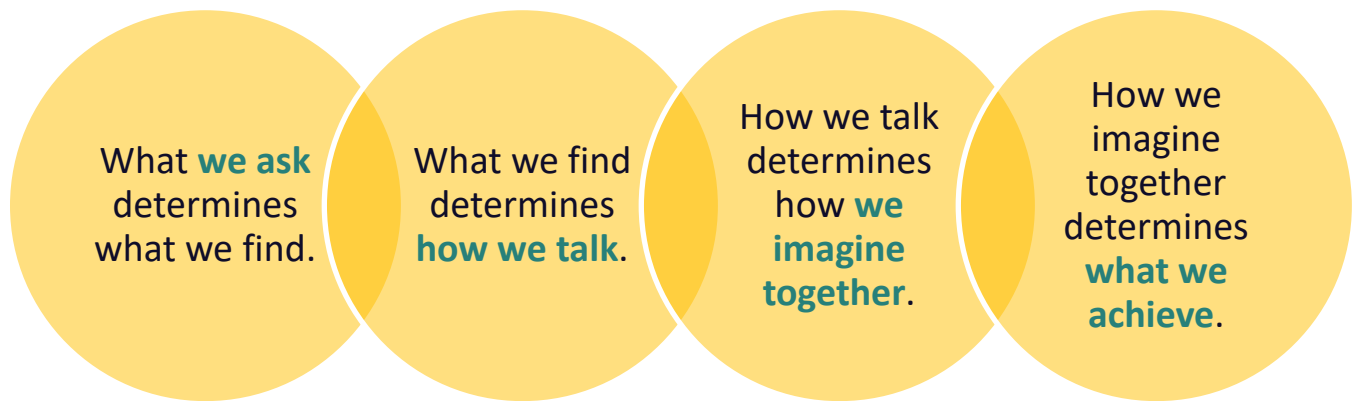 What we ask
determines
what we find.
What we find
determines
how we talk.
How we talk
determines
how we
imagine
together.
How we
imagine
together
determines
what we
achieve.